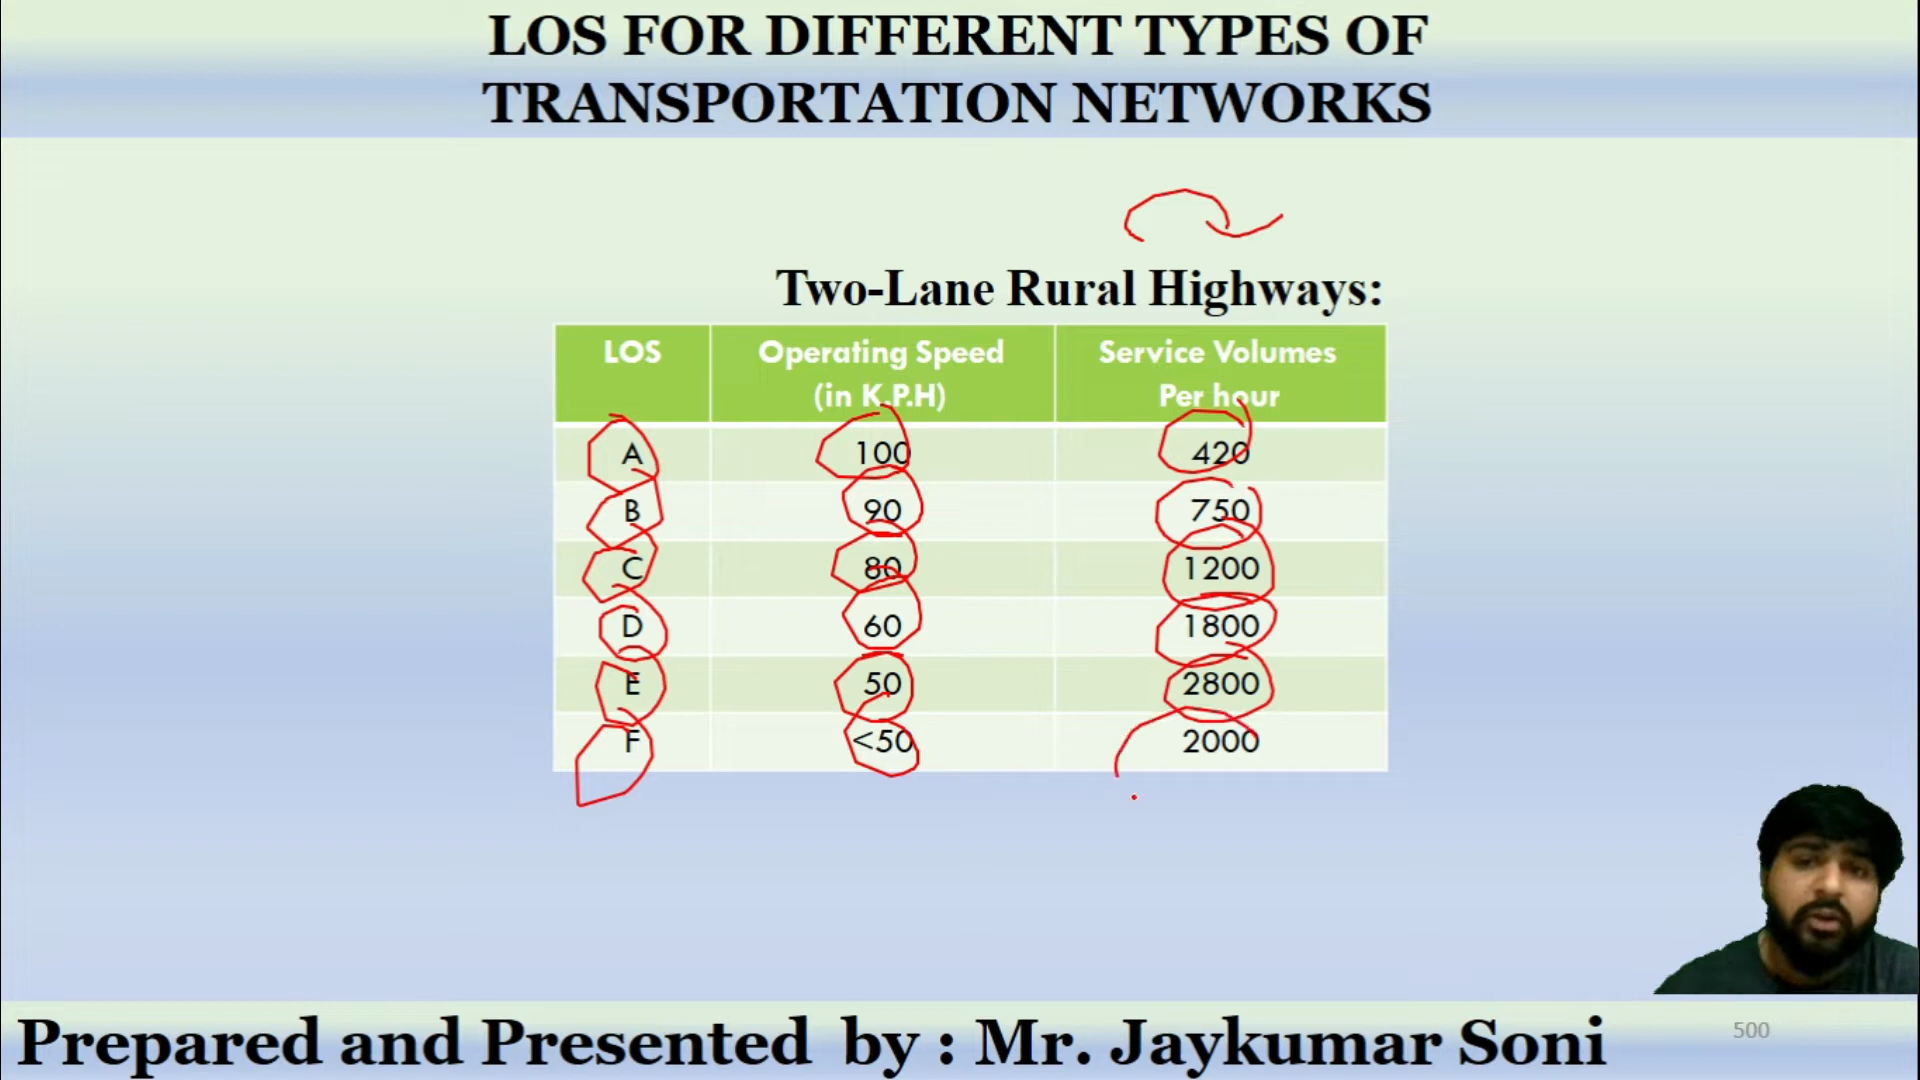 LOS FOR DIFFERENT TYPES OF
TRANSPORTATION NETWORKS
Two-Lane Rural Highways:
LOS Operating Speed Service Volumes
(in K.P.H) Per hour
A 100 420
B 90 750
C 80 1200
D 60 1800
E 50 2800
F <50 2000
Prepared and Presented by : Mr. Jaykumar Soni
500